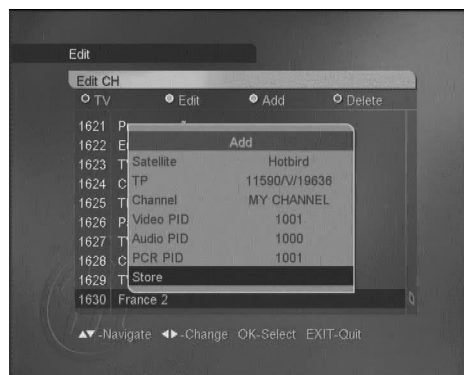 Edit
Edit CH
TV Edit Add Delete
1621
1622
1623
1624
1625
1626
1627
1628
1629
1630 France 2
Add
Satellite Hotbird
TP 11590/V/19636
Channel MY CHANNEL
Video PID 1001
Audio PID 1000
PCR PID 1001
Store
▲▼-Navigate ◀▶-Change OK-Select EXIT-Quit